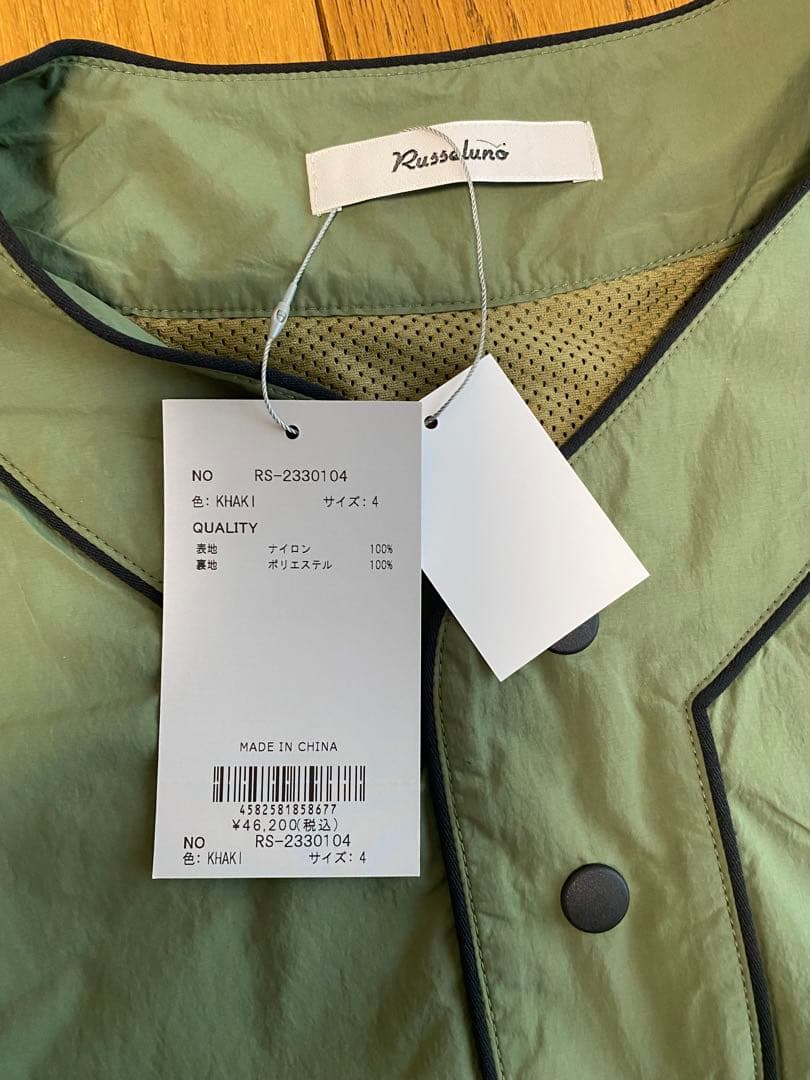 Russeluno
NO RS-2330104
色: KHAKI サイズ: 4
QUALITY
表地 ナイロン 100%
裏地 ポリエステル 100%
MADE IN CHINA
4582581858677
¥46,200(税込)
NO RS-2330104
色: KHAKI サイズ: 4